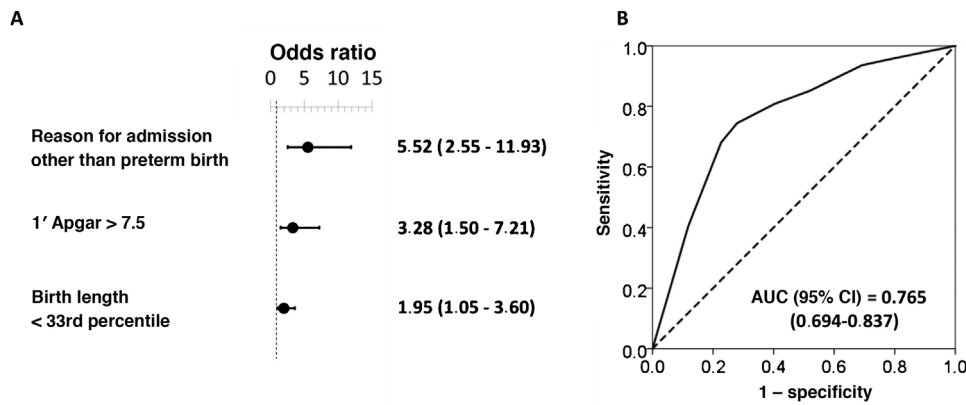 A
Odds ratio
0 5 10 15
Reason for admission
other than preterm birth
5.52 (2.55 - 11.93)
1′ Apgar > 7.5
3.28 (1.50 - 7.21)
Birth length
< 33rd percentile
1.95 (1.05 - 3.60)
B
1.0
0.8
0.6
0.4
0.2
0.0
Sensitivity
AUC (95% CI) = 0.765
(0.694-0.837)
0.0 0.2 0.4 0.6 0.8 1.0
1 – specificity